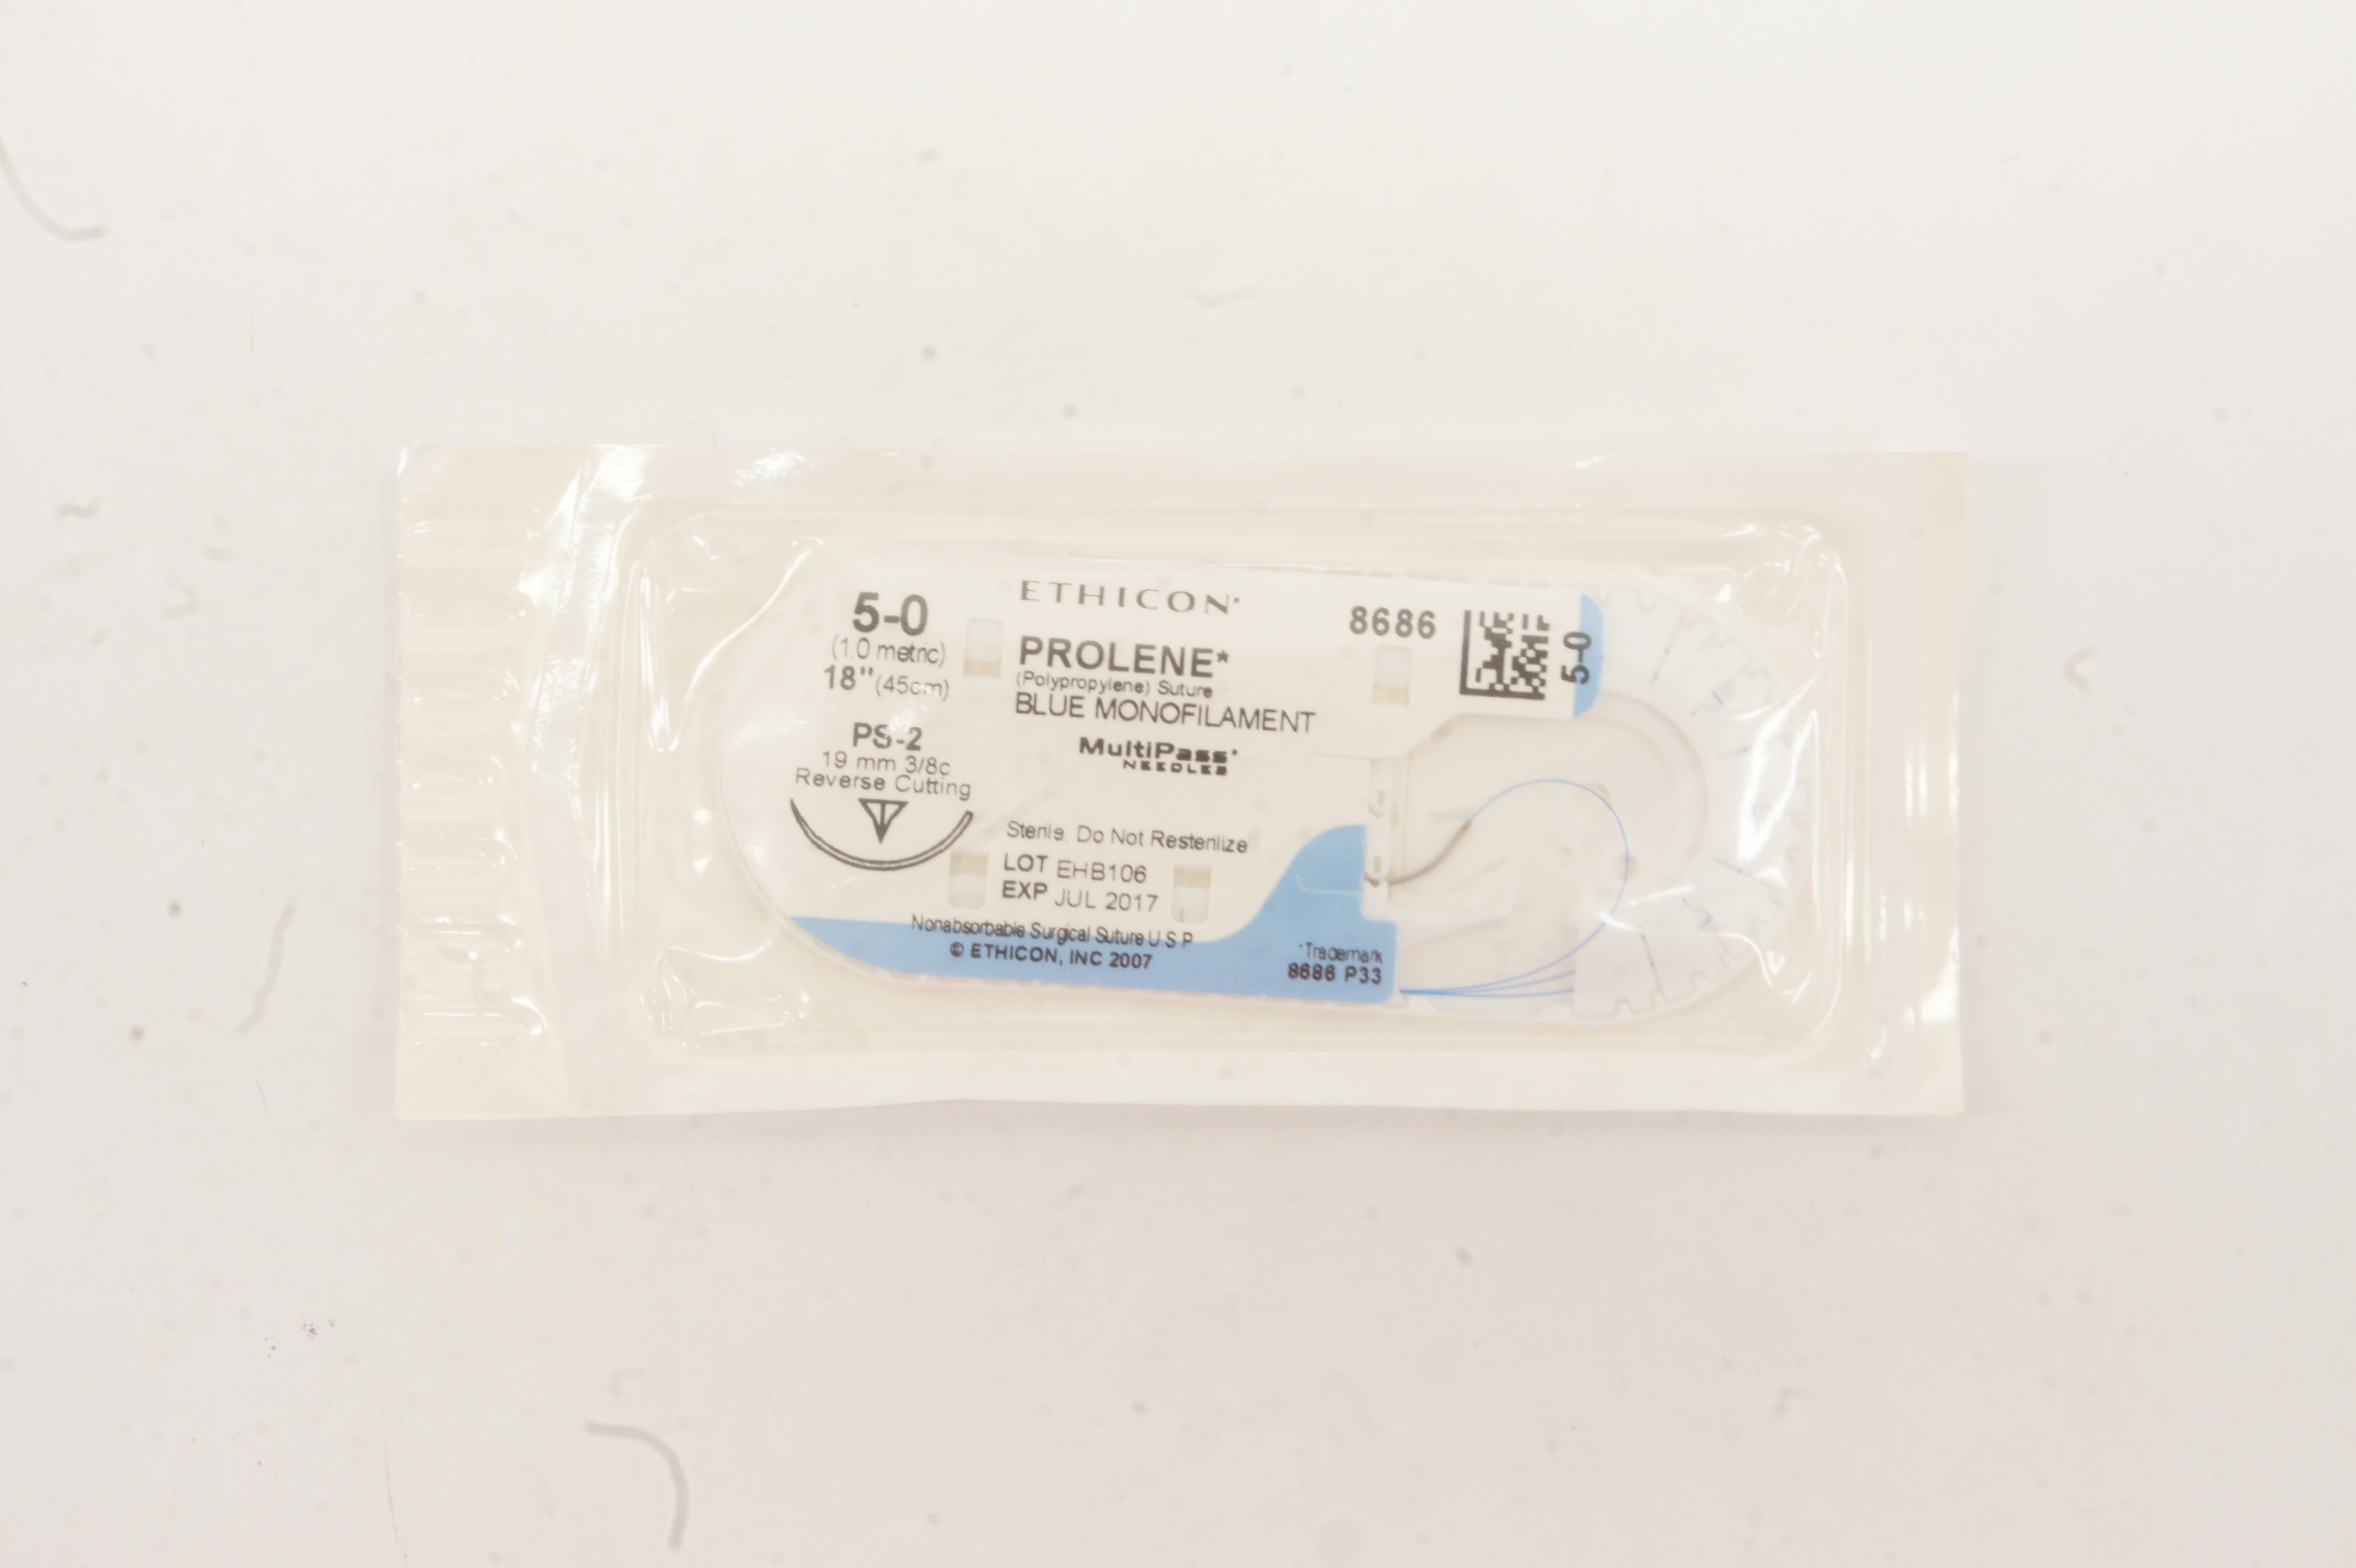 5-0
(1.0 metric)
18" (45cm)
PS-2
19 mm 3/8c
Reverse Cutting
ETHICON*
PROLENE*
(Polypropylene) Suture
BLUE MONOFILAMENT
MultiPass*
NEEDLES
Sterile. Do Not Resterilize
LOT EHB106
EXP JUL 2017
Nonabsorbable Surgical Suture U.S.P.
© ETHICON, INC 2007
8686
5-0
*Trademark
8686 P33